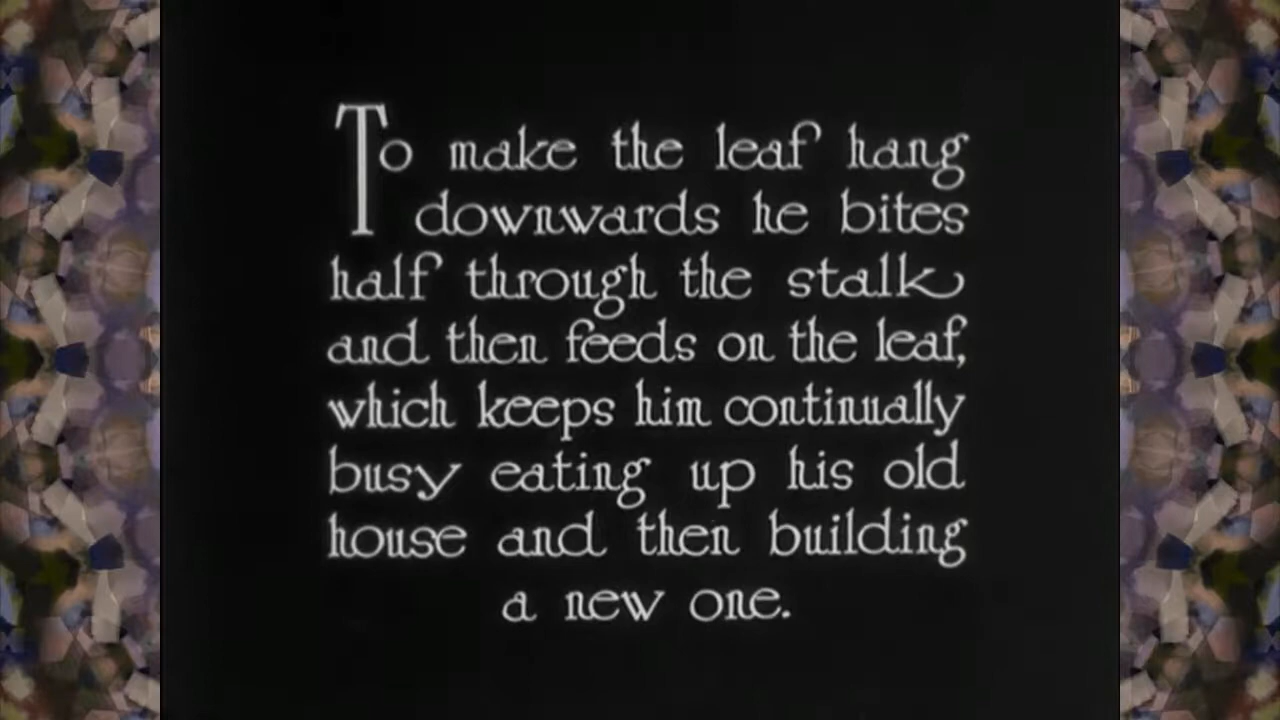 To make the leaf hang
downwards he bites
half through the stalk
and then feeds on the leaf,
which keeps him continually
busy eating up his old
house and then building
a new one.